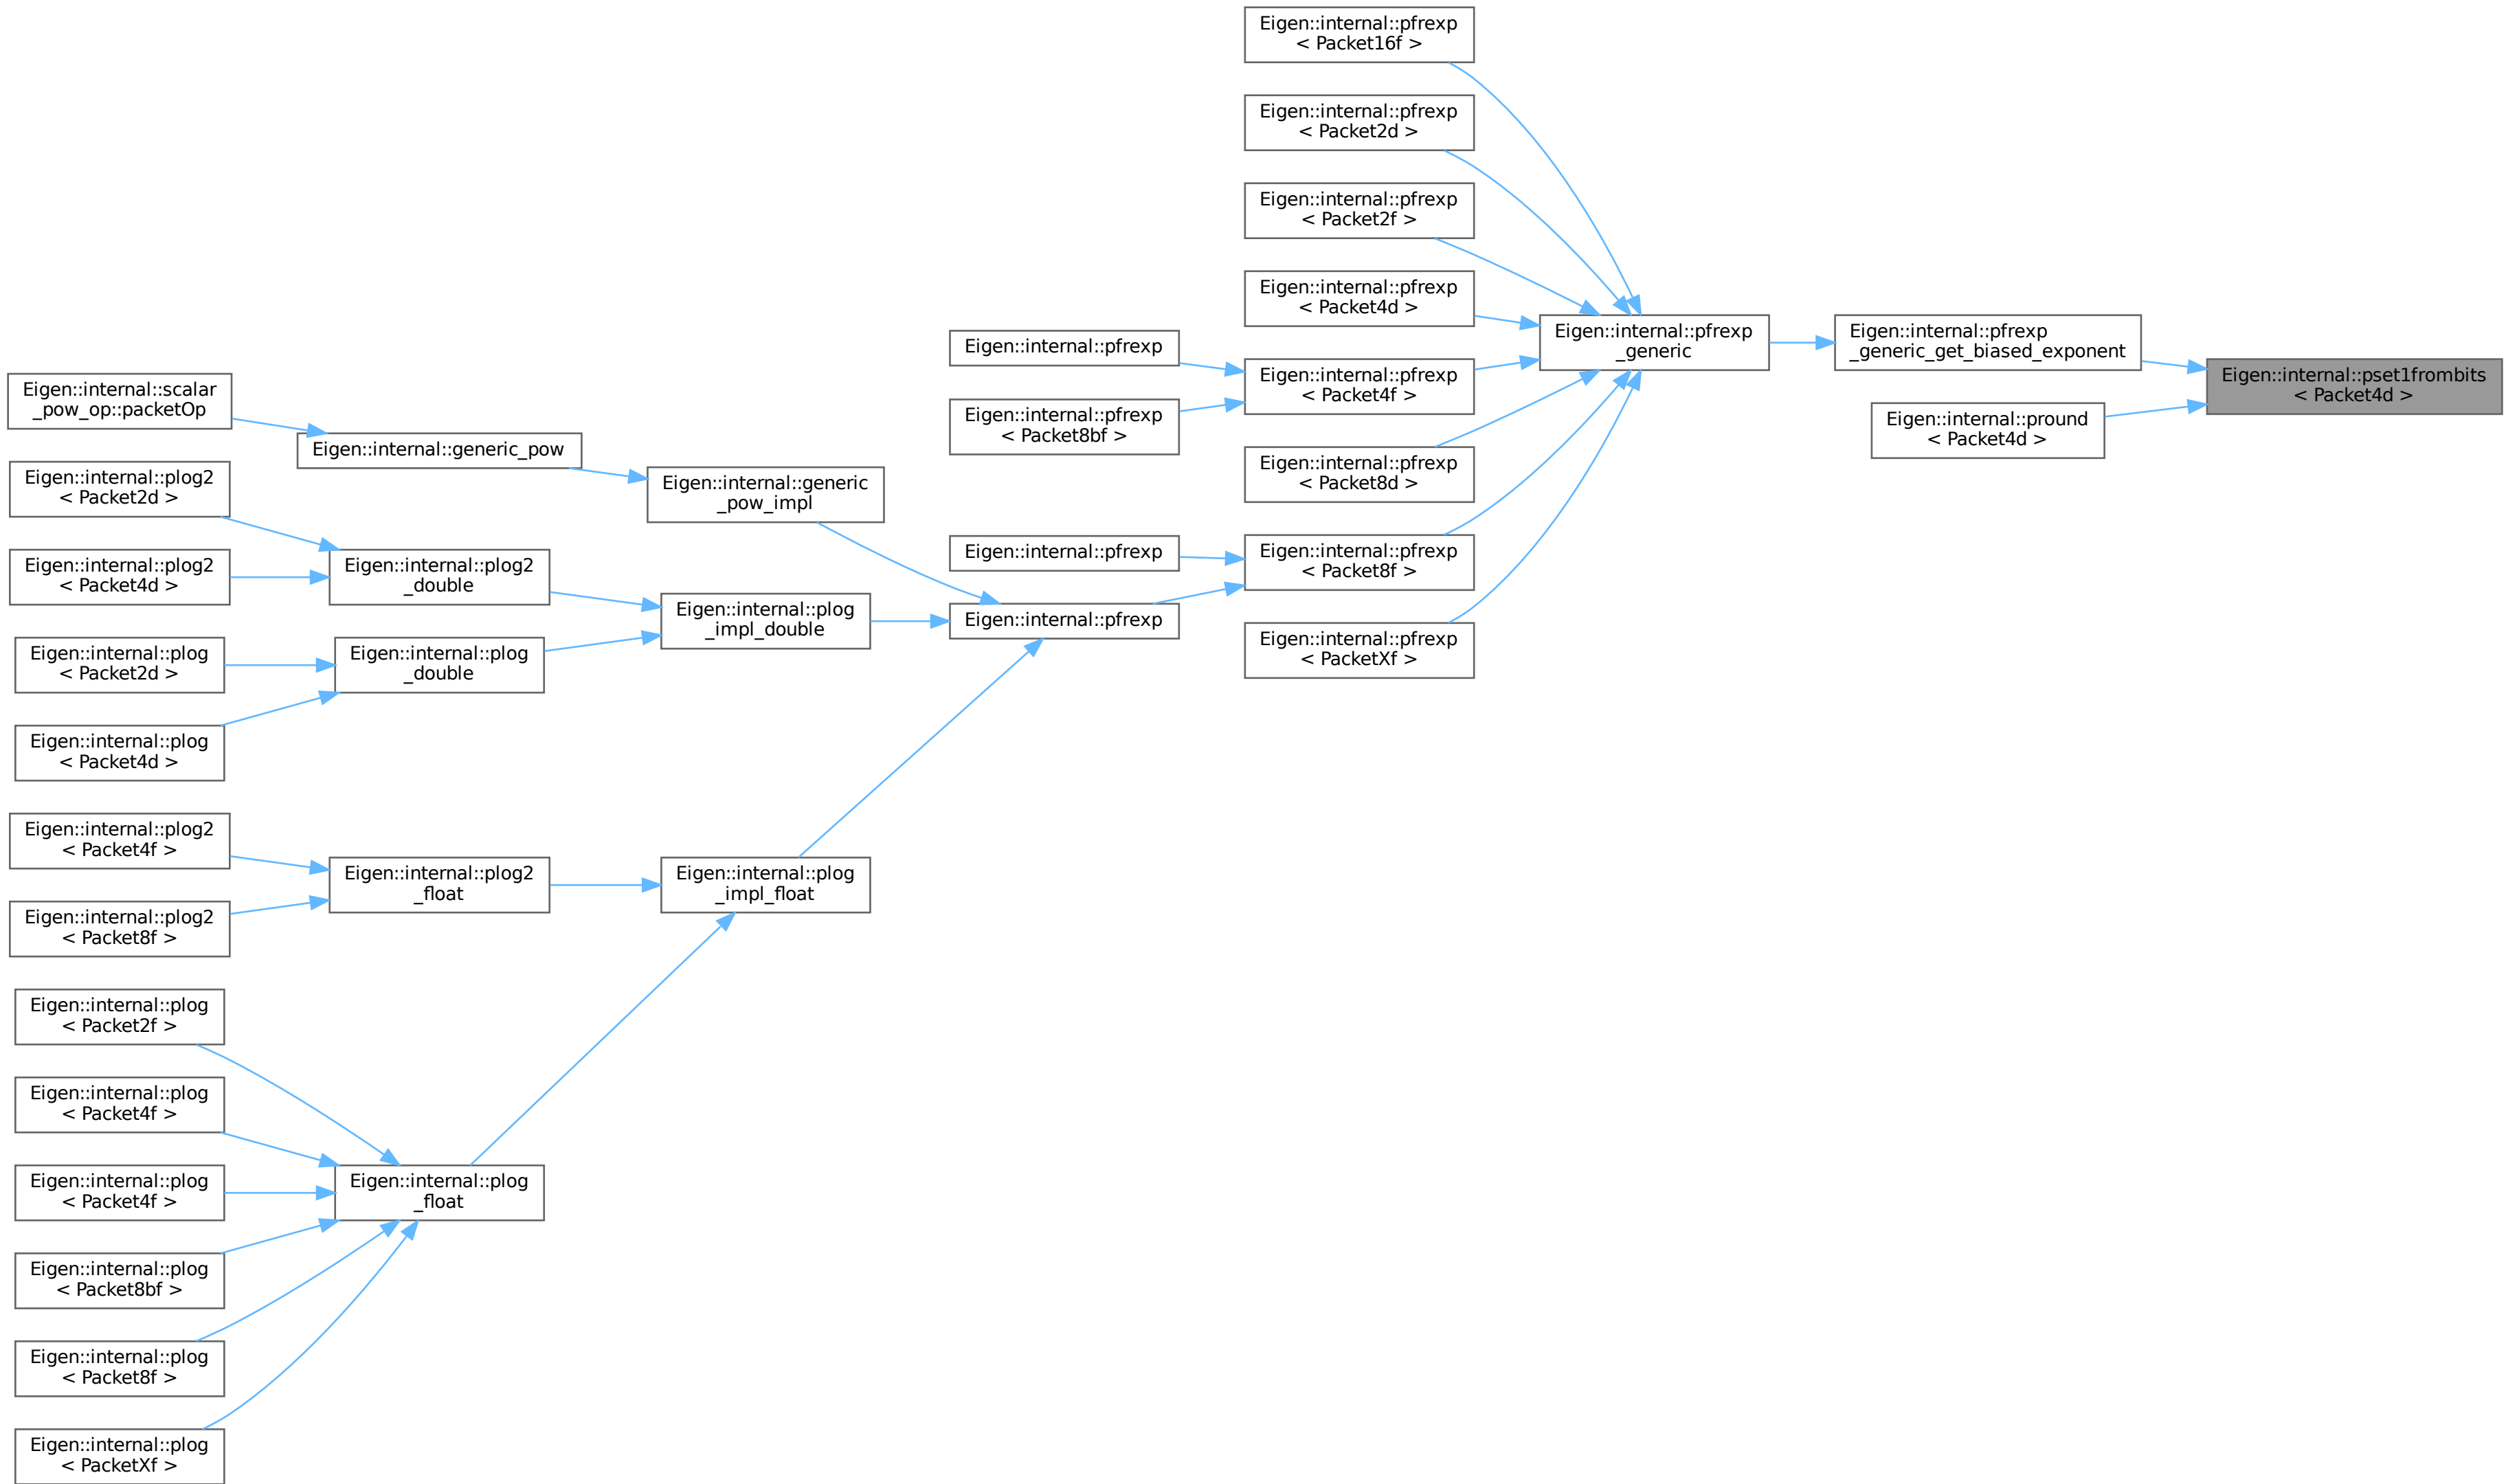 Eigen::internal::pfrexp
< Packet16f >
Eigen::internal::pfrexp
< Packet2d >
Eigen::internal::pfrexp
< Packet2f >
Eigen::internal::pfrexp
< Packet4d >
Eigen::internal::pfrexp
_generic
Eigen::internal::pfrexp
_generic_get_biased_exponent
Eigen::internal::pset1frombits
< Packet4d >
Eigen::internal::pround
< Packet4d >
Eigen::internal::pfrexp
Eigen::internal::pfrexp
< Packet4f >
Eigen::internal::pfrexp
< Packet8bf >
Eigen::internal::pfrexp
< Packet8d >
Eigen::internal::pfrexp
Eigen::internal::pfrexp
< Packet8f >
Eigen::internal::pfrexp
Eigen::internal::pfrexp
< PacketXf >
Eigen::internal::scalar
_pow_op::packetOp
Eigen::internal::generic_pow
Eigen::internal::generic
_pow_impl
Eigen::internal::plog2
< Packet2d >
Eigen::internal::plog2
< Packet4d >
Eigen::internal::plog2
_double
Eigen::internal::plog
_impl_double
Eigen::internal::plog
< Packet2d >
Eigen::internal::plog
_double
Eigen::internal::plog
< Packet4d >
Eigen::internal::plog2
< Packet4f >
Eigen::internal::plog2
_float
Eigen::internal::plog
_impl_float
Eigen::internal::plog2
< Packet8f >
Eigen::internal::plog
< Packet2f >
Eigen::internal::plog
< Packet4f >
Eigen::internal::plog
< Packet4f >
Eigen::internal::plog
_float
Eigen::internal::plog
< Packet8bf >
Eigen::internal::plog
< Packet8f >
Eigen::internal::plog
< PacketXf >